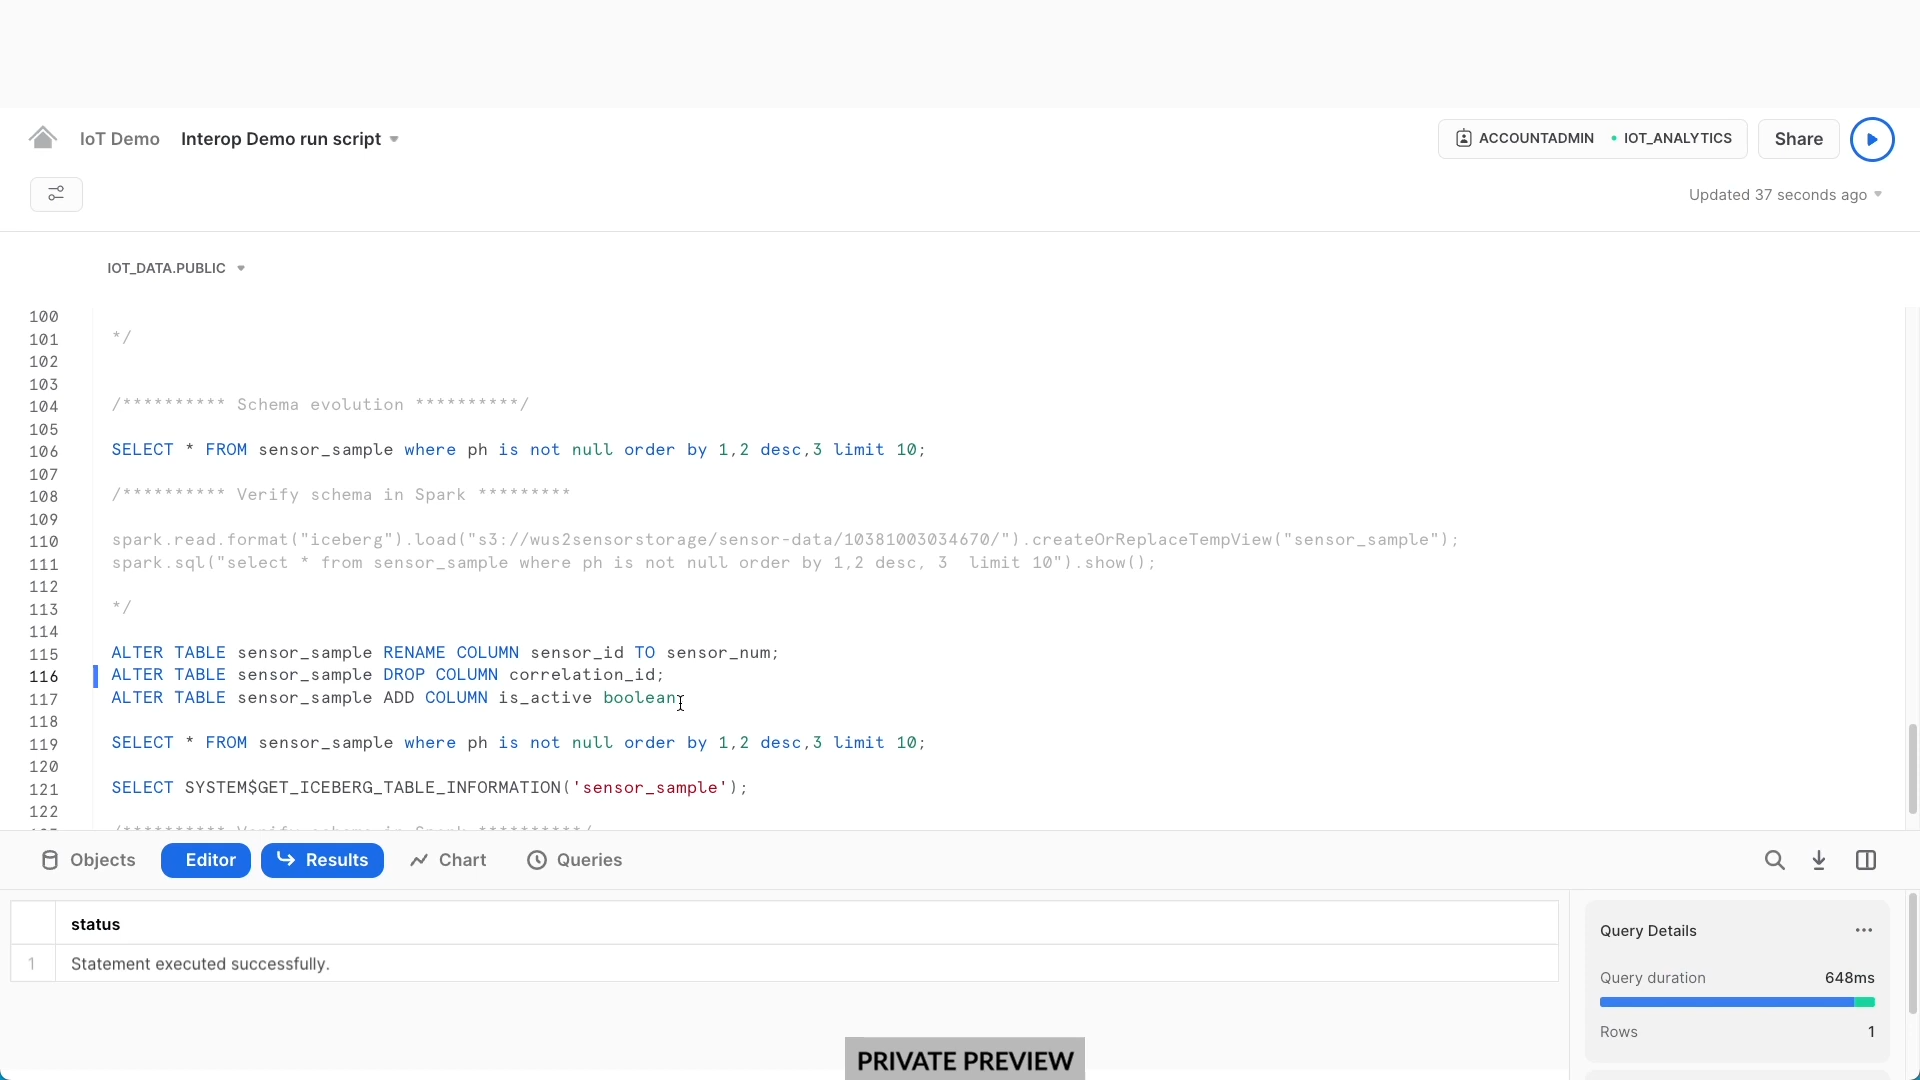 IoT Demo Interop Demo run script
ACCOUNTADMIN • IOT_ANALYTICS Share
Updated 37 seconds ago
IOT_DATA.PUBLIC
100
101 */
102
103
104 /********** Schema evolution **********/
105
106 SELECT * FROM sensor_sample where ph is not null order by 1,2 desc,3 limit 10;
107
108 /********** Verify schema in Spark *********
109
110 spark.read.format("iceberg").load("s3://wus2sensorstorage/sensor-data/10381003034670/").createOrReplaceTempView("sensor_sample");
111 spark.sql("select * from sensor_sample where ph is not null order by 1,2 desc, 3  limit 10").show();
112
113 */
114
115 ALTER TABLE sensor_sample RENAME COLUMN sensor_id TO sensor_num;
116 ALTER TABLE sensor_sample DROP COLUMN correlation_id;
117 ALTER TABLE sensor_sample ADD COLUMN is_active boolean;
118
119 SELECT * FROM sensor_sample where ph is not null order by 1,2 desc,3 limit 10;
120
121 SELECT SYSTEM$GET_ICEBERG_TABLE_INFORMATION('sensor_sample');
122
Objects Editor Results Chart Queries
status
1 Statement executed successfully.
Query Details ...
Query duration 648ms
Rows 1
PRIVATE PREVIEW